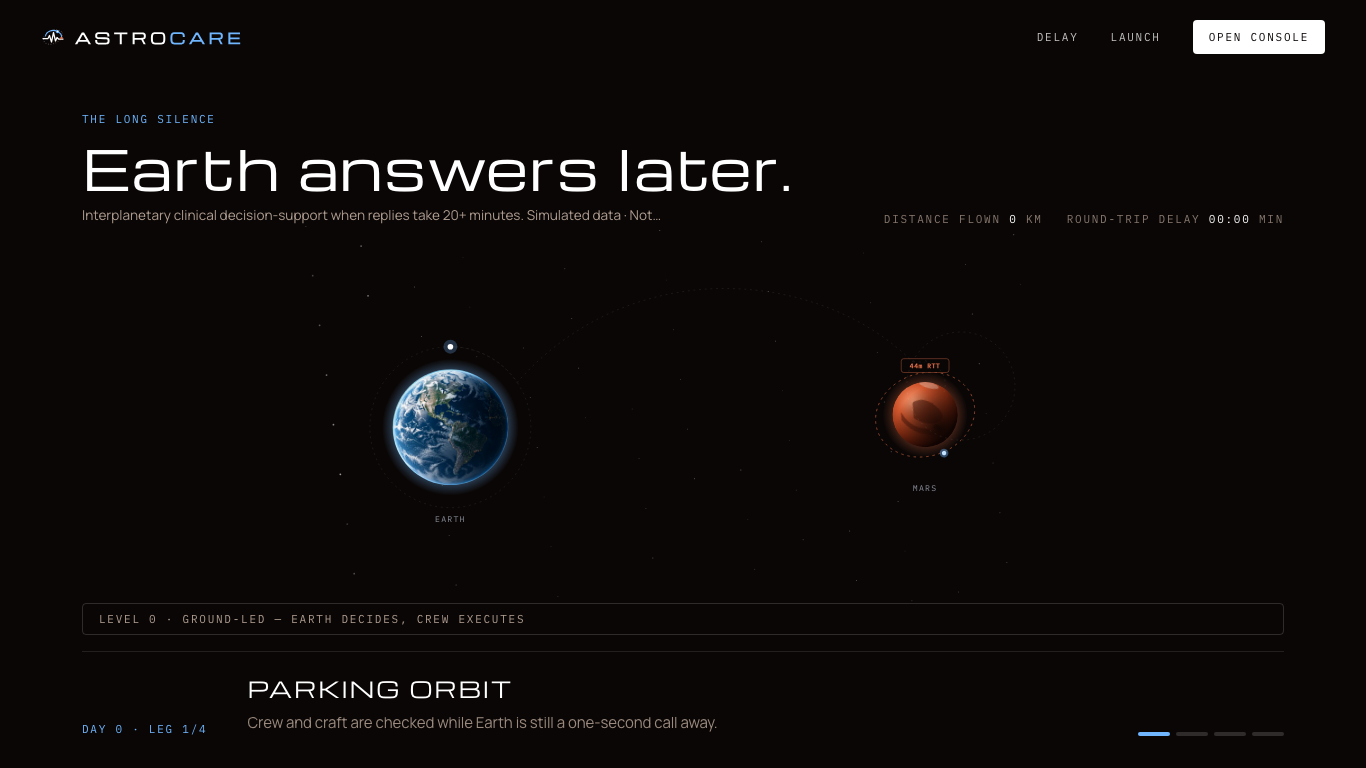 ASTROCARE
DELAY LAUNCH OPEN CONSOLE
THE LONG SILENCE
Earth answers later.
Interplanetary clinical decision-support when replies take 20+ minutes. Simulated data · Not…
DISTANCE FLOWN 0 KM ROUND-TRIP DELAY 00:00 MIN
44m RTT
MARS
EARTH
LEVEL 0 · GROUND-LED — EARTH DECIDES, CREW EXECUTES
PARKING ORBIT
Crew and craft are checked while Earth is still a one-second call away.
DAY 0 · LEG 1/4